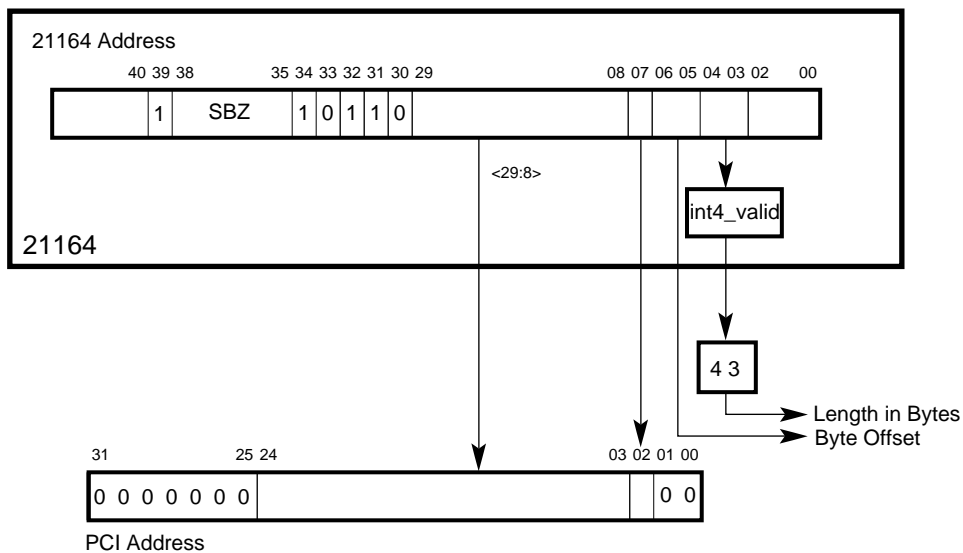 21164 Address
40 39 38 35 34 33 32 31 30 29 08 07 06 05 04 03 02 00
1 SBZ 1 0 1 1 0
<29:8>
int4_valid
21164
4 3
Length in Bytes
Byte Offset
31 25 24 03 02 01 00
0 0 0 0 0 0 0 0 0
PCI Address